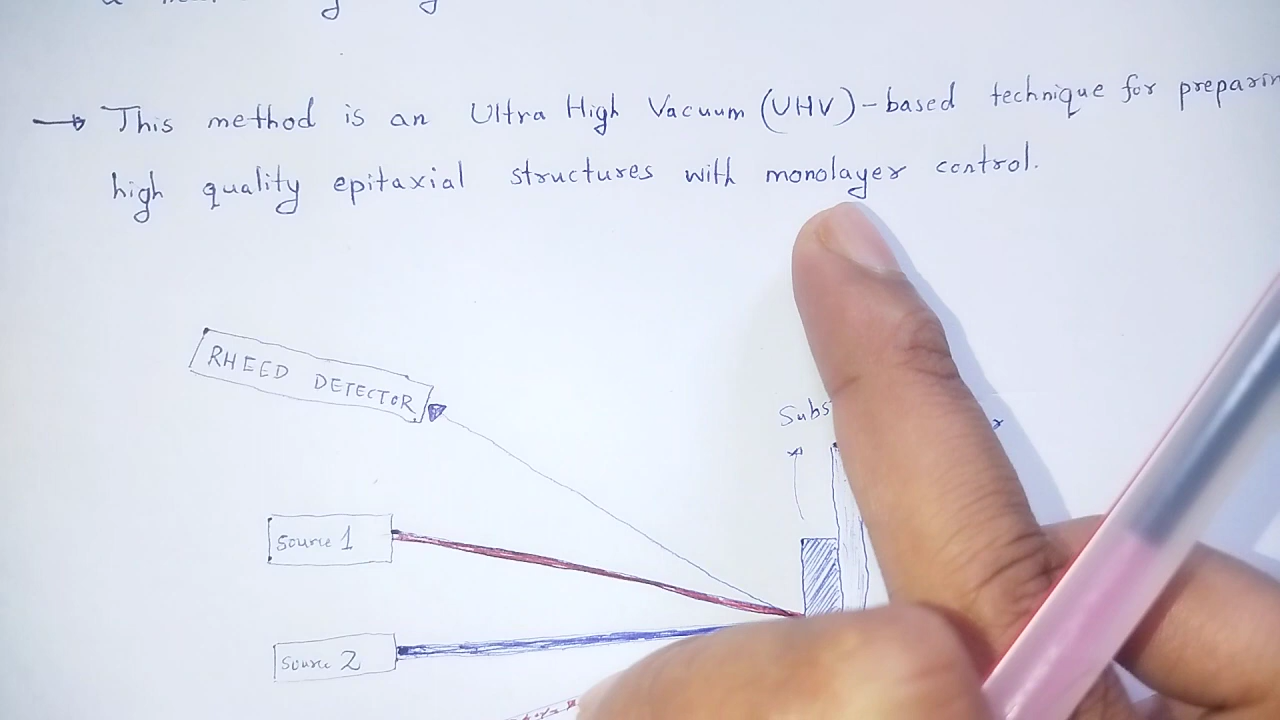 → This method is an Ultra High Vacuum (UHV)-based technique for
high quality epitaxial structures with monolayer control.
RHEED DETECTOR
Source 1
Source 2